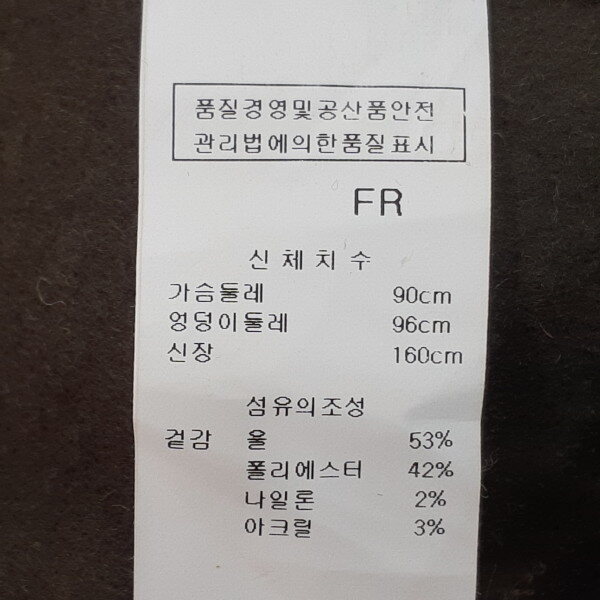 품질경영및공산품안전
관리법에의한품질표시
FR
신체치수
가슴둘레 90cm
엉덩이둘레 96cm
신장 160cm
섬유의조성
겉감 울 53%
폴리에스터 42%
나일론 2%
아크릴 3%